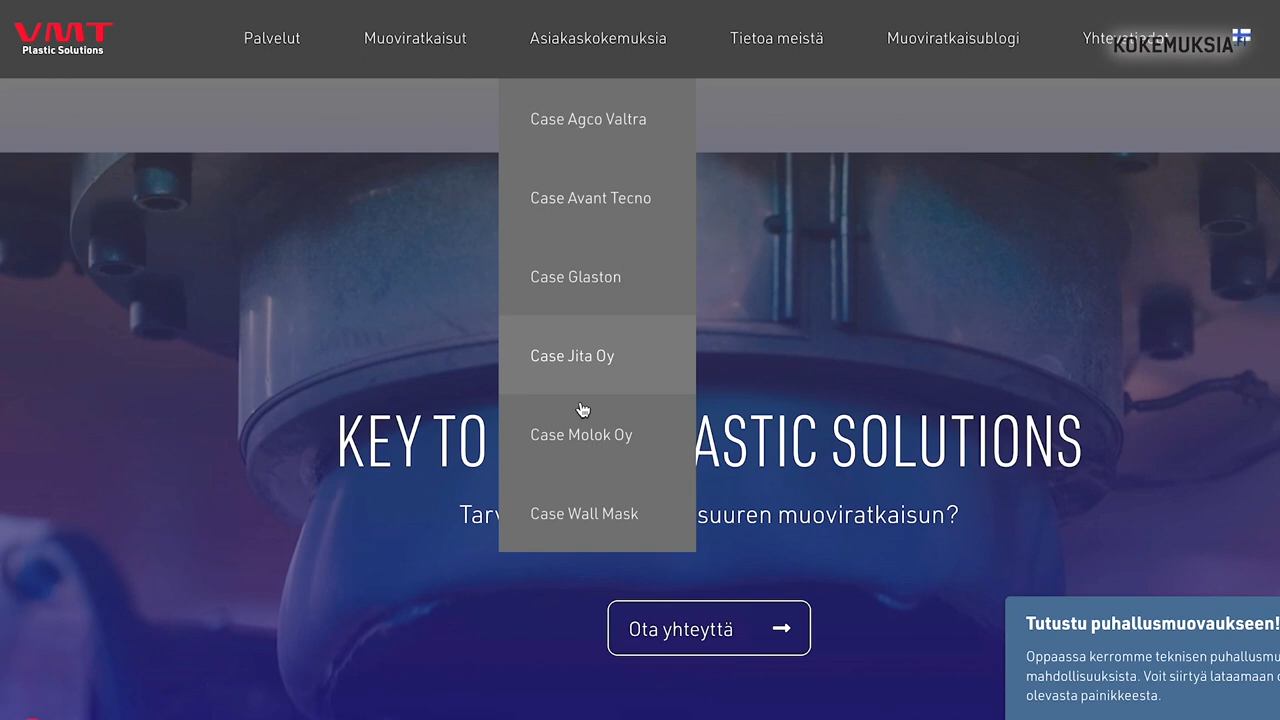 VMT
Plastic Solutions
Palvelut
Muoviratkaisut
Asiakaskokemuksia
Tietoa meistä
Muoviratkaisublogi
KOKEMUKSIA.FI
Case Agco Valtra
Case Avant Tecno
Case Glaston
Case Jita Oy
Case Molok Oy
Case Wall Mask
KEY TO SOLUTIONS
suuren muoviratkaisun?
Ota yhteyttä
Tutustu puhallusmuovaukseen!
Oppaassa kerromme teknisen
mahdollisuuksista. Voit siirtyä lataamaan
olevasta painikkeesta.